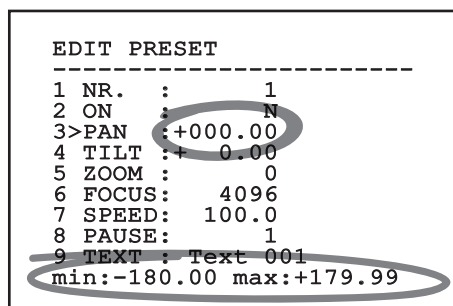 EDIT PRESET
-------------------------
1 NR.  :      1
2 ON   :      N
3>PAN  :+000.00
4 TILT :+  0.00
5 ZOOM :      0
6 FOCUS:   4096
7 SPEED:  100.0
8 PAUSE:      1
9 TEXT : Text 001
min:-180.00 max:+179.99